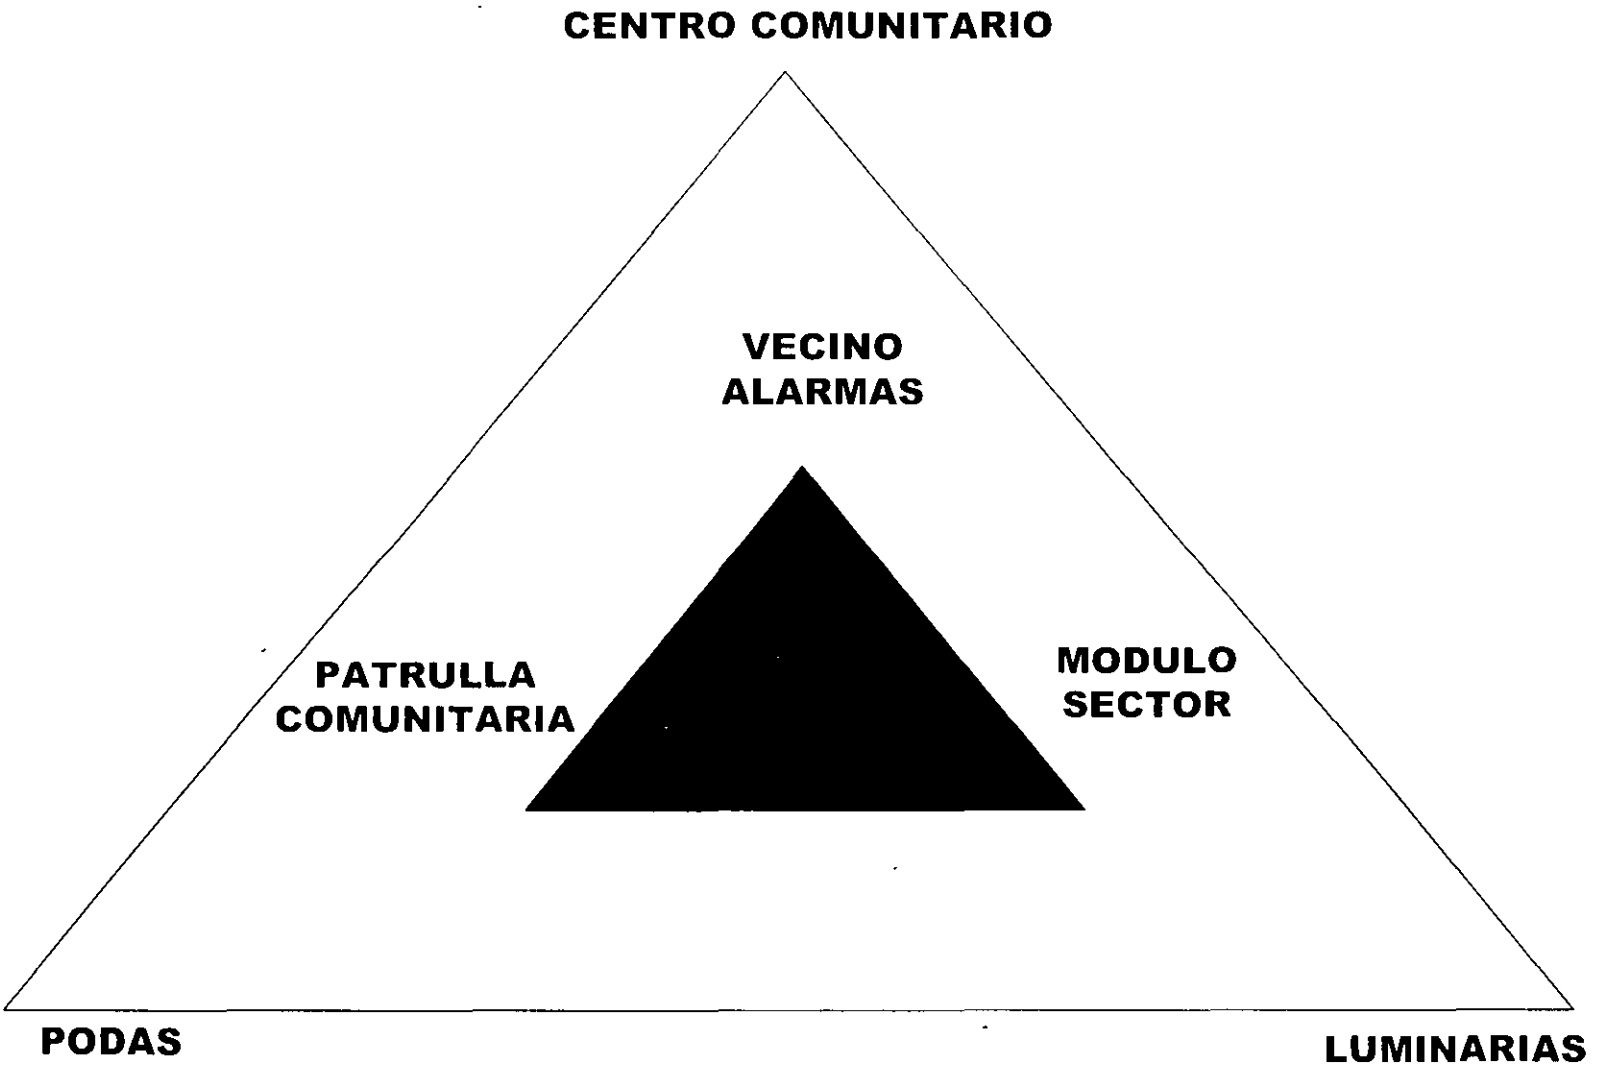 CENTRO COMUNITARIO
VECINO
ALARMAS
PATRULLA
COMUNITARIA
MODULO
SECTOR
PODAS
LUMINARIAS